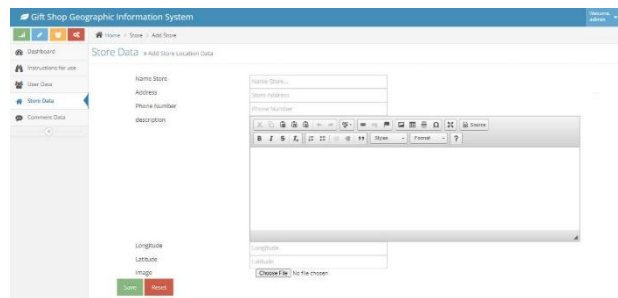 Gift Shop Geographic Information System
Welcome
admin
Home › Store › Add Store
Dashboard
Store Data » Add Store Location Data
Instructions for use
User Data
Store Data
Comment Data
Name Store
Name Store...
Address
Store Address
Phone Number
Phone Number
description
Source
B I S Tx Styles Format ?
Longitude
Longitude
Latitude
Latitude
Image
Choose File No file chosen
Save Reset